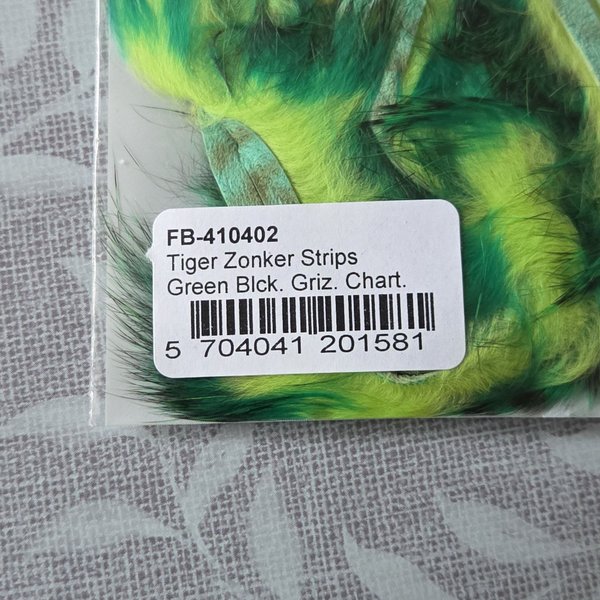 FB-410402
Tiger Zonker Strips
Green Blck. Griz. Chart.
5 704041 201581